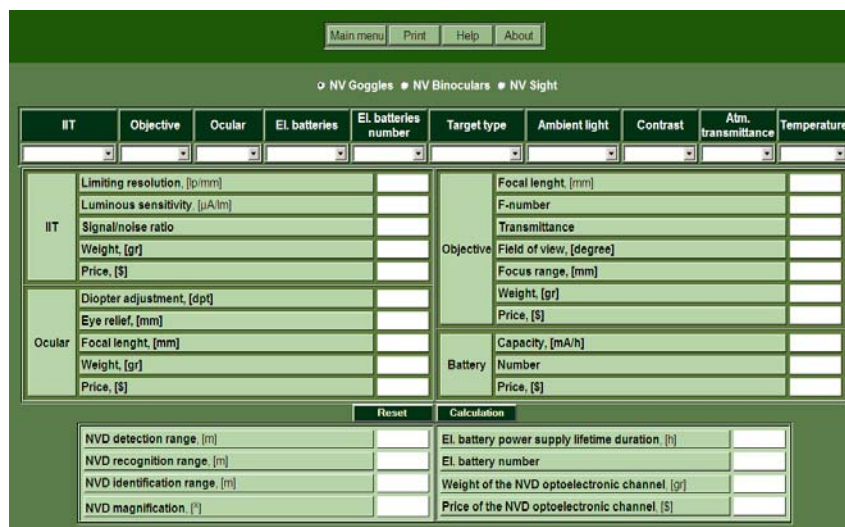 Main menu Print Help About
NV Goggles NV Binoculars NV Sight
IIT Objective Ocular El. batteries El. batteries number Target type Ambient light Contrast Atm. transmittance Temperature
IIT
Limiting resolution, [lp/mm]
Luminous sensitivity, [µA/lm]
Signal/noise ratio
Weight, [gr]
Price, [$]
Objective
Focal lenght, [mm]
F-number
Transmittance
Field of view, [degree]
Focus range, [mm]
Weight, [gr]
Price, [$]
Ocular
Diopter adjustment, [dpt]
Eye relief, [mm]
Focal lenght, [mm]
Weight, [gr]
Price, [$]
Battery
Capacity, [mA/h]
Number
Price, [$]
Reset Calculation
NVD detection range, [m]
NVD recognition range, [m]
NVD identification range, [m]
NVD magnification, [ˣ]
El. battery power supply lifetime duration, [h]
El. battery number
Weight of the NVD optoelectronic channel, [gr]
Price of the NVD optoelectronic channel, [$]